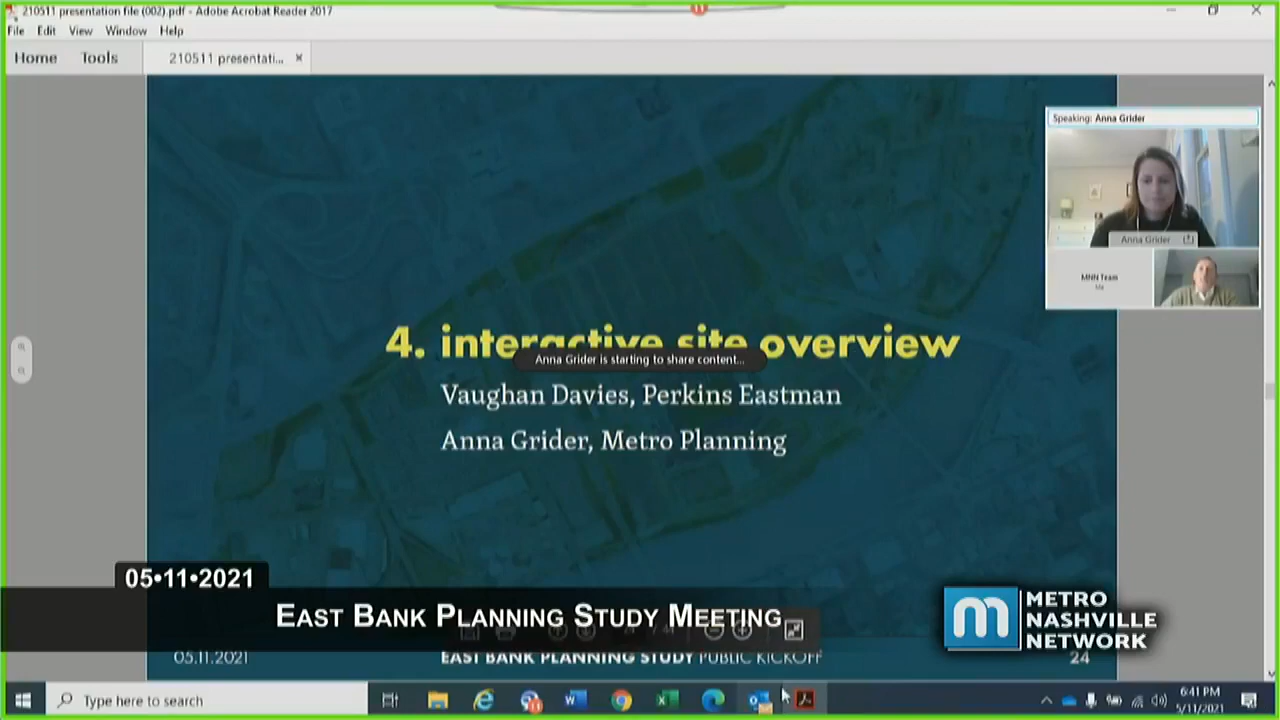 210511 presentation file (002).pdf - Adobe Acrobat Reader 2017
File Edit View Window Help
Home Tools 210511 presentati... ×
Speaking: Anna Grider
Anna Grider
MNN Team
Me
4. interactive site overview
Anna Grider is starting to share content...
Vaughan Davies, Perkins Eastman
Anna Grider, Metro Planning
05•11•2021
EAST BANK PLANNING STUDY MEETING
METRO
NASHVILLE
NETWORK
05.11.2021 EAST BANK PLANNING STUDY PUBLIC KICKOFF 24
Type here to search
6:41 PM
5/11/2021